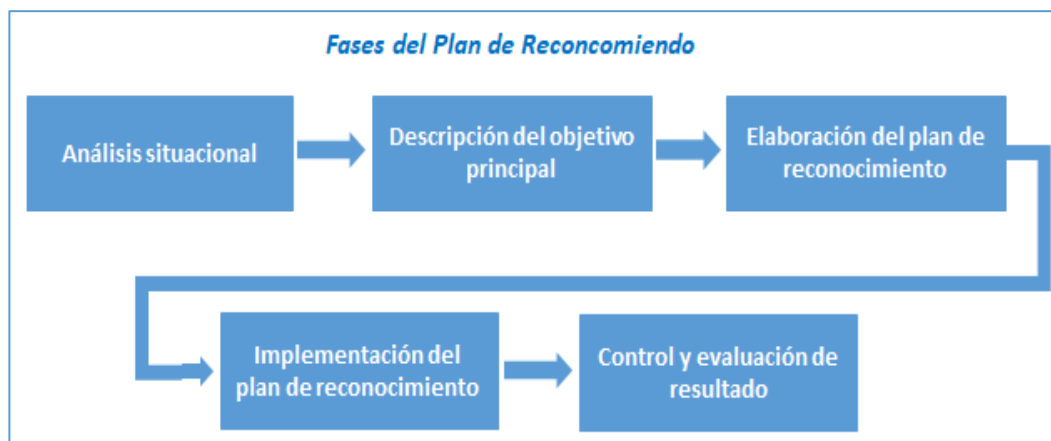 Fases del Plan de Reconcomiendo
Análisis situacional
Descripción del objetivo
principal
Elaboración del plan de
reconocimiento
Implementación del
plan de reconocimiento
Control y evaluación de
resultado